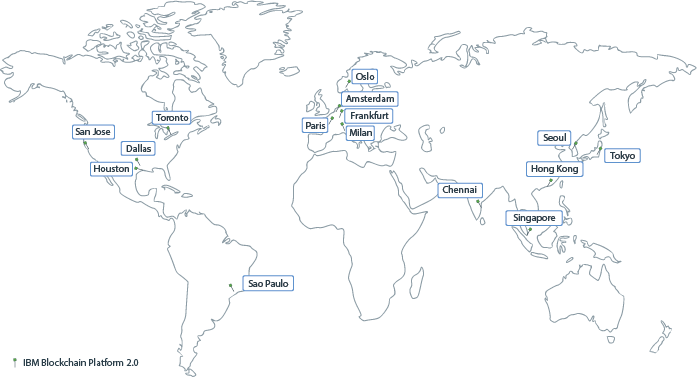 Oslo
Amsterdam
Frankfurt
Paris
Milan
Toronto
San Jose
Dallas
Houston
Seoul
Tokyo
Hong Kong
Chennai
Singapore
Sao Paulo
IBM Blockchain Platform 2.0